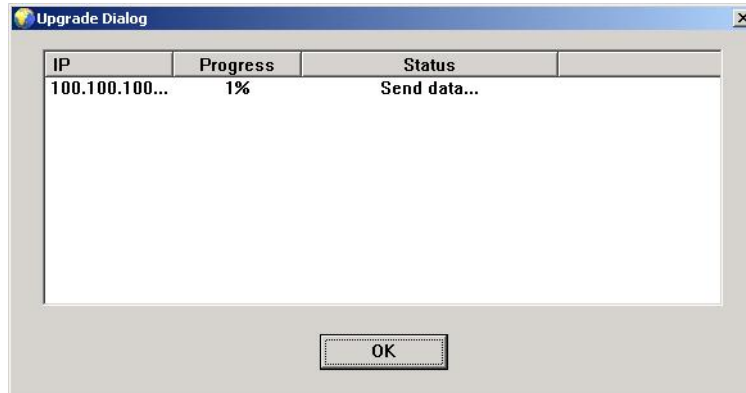 Upgrade Dialog
IP Progress Status
100.100.100... 1% Send data...
OK